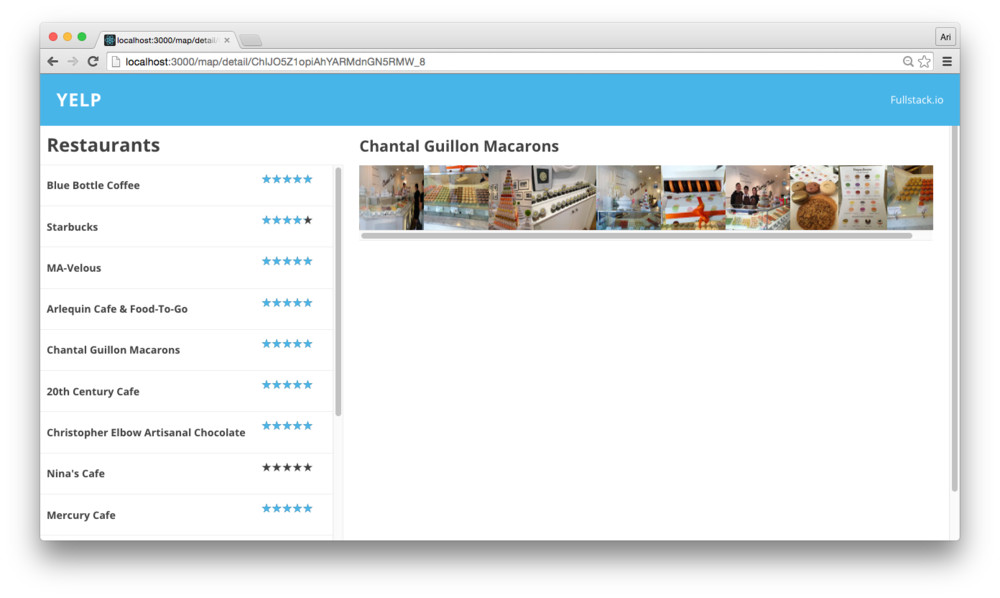 localhost:3000/map/detail/
Ari
localhost:3000/map/detail/ChIJO5Z1opiAhYARMdnGN5RMW_8
YELP
Fullstack.io
Restaurants
Blue Bottle Coffee
Starbucks
MA-Velous
Arlequin Cafe & Food-To-Go
Chantal Guillon Macarons
20th Century Cafe
Christopher Elbow Artisanal Chocolate
Nina's Cafe
Mercury Cafe
Chantal Guillon Macarons